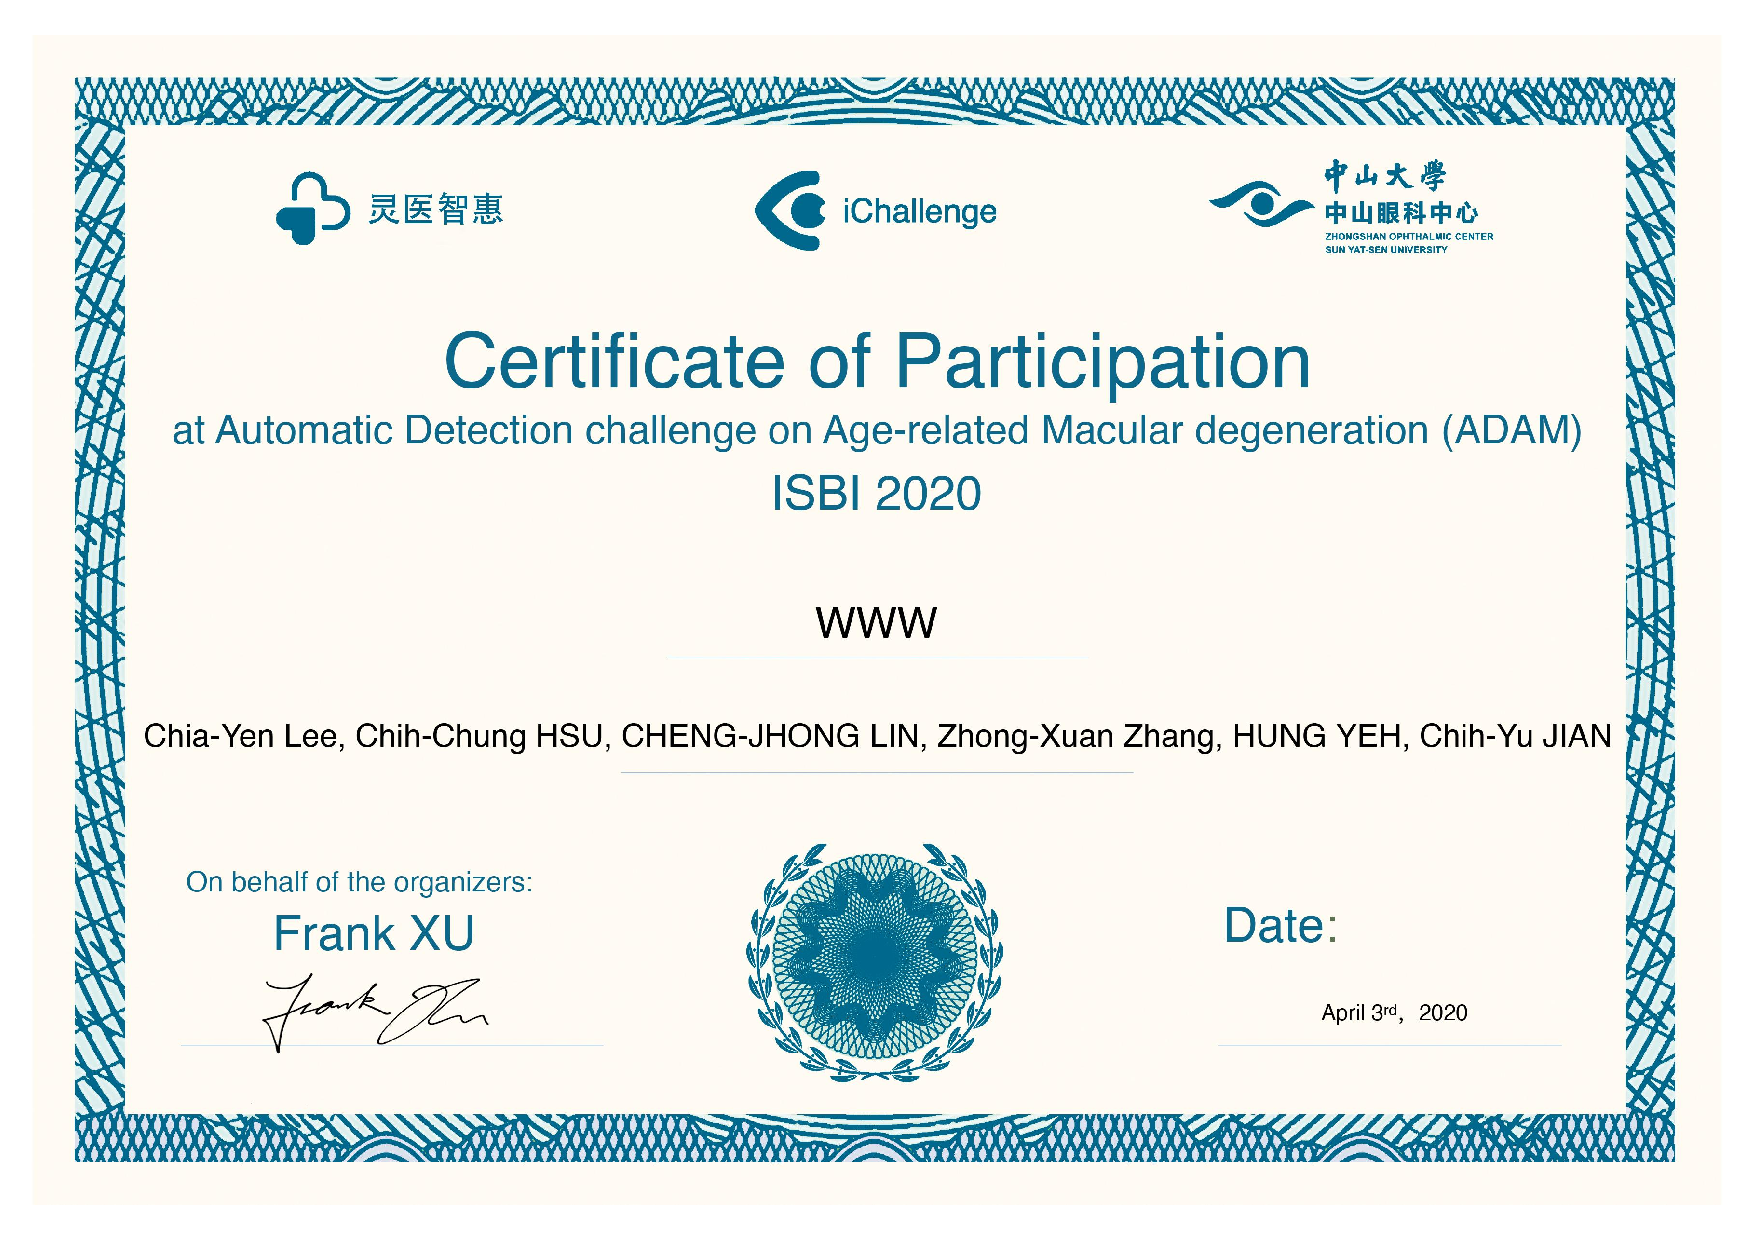 灵医智惠
iChallenge
中山大學
中山眼科中心
ZHONGSHAN OPHTHALMIC CENTER
SUN YAT-SEN UNIVERSITY
Certificate of Participation
at Automatic Detection challenge on Age-related Macular degeneration (ADAM)
ISBI 2020
WWW
Chia-Yen Lee, Chih-Chung HSU, CHENG-JHONG LIN, Zhong-Xuan Zhang, HUNG YEH, Chih-Yu JIAN
On behalf of the organizers:
Frank XU
Frank Xu
Date:
April 3rd, 2020